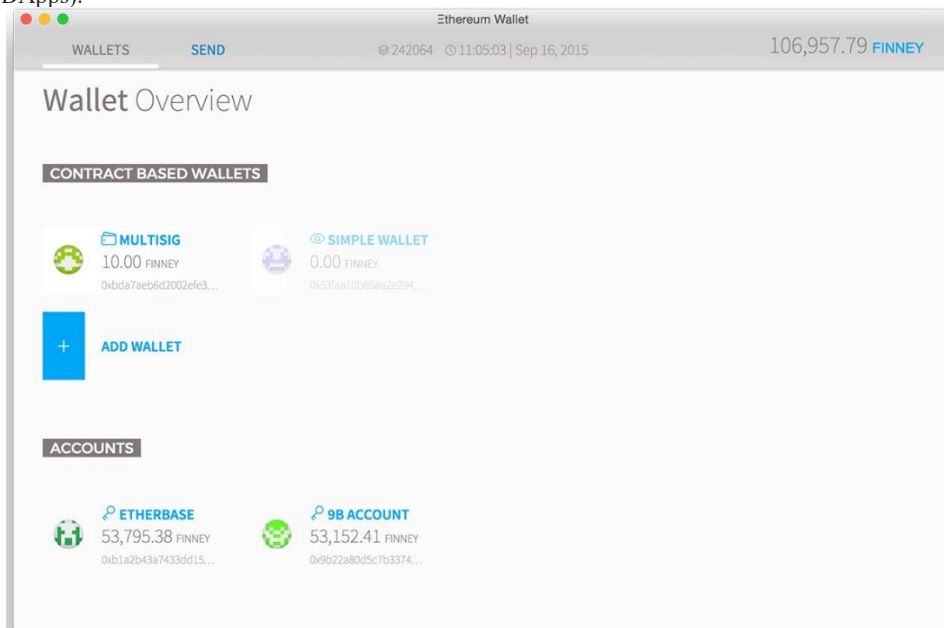 DApps).
Ξthereum Wallet
WALLETS SEND 242064 11:05:03 | Sep 16, 2015 106,957.79 FINNEY
Wallet Overview
CONTRACT BASED WALLETS
MULTISIG SIMPLE WALLET
10.00 FINNEY 0.00 FINNEY
0xbda7aeb6d2002efe3... 0x53faa10b65aa2e294...
+ ADD WALLET
ACCOUNTS
ETHERBASE 9B ACCOUNT
53,795.38 FINNEY 53,152.41 FINNEY
0xb1a2b43a7433dd15... 0x9b22a80d5c7b3374...